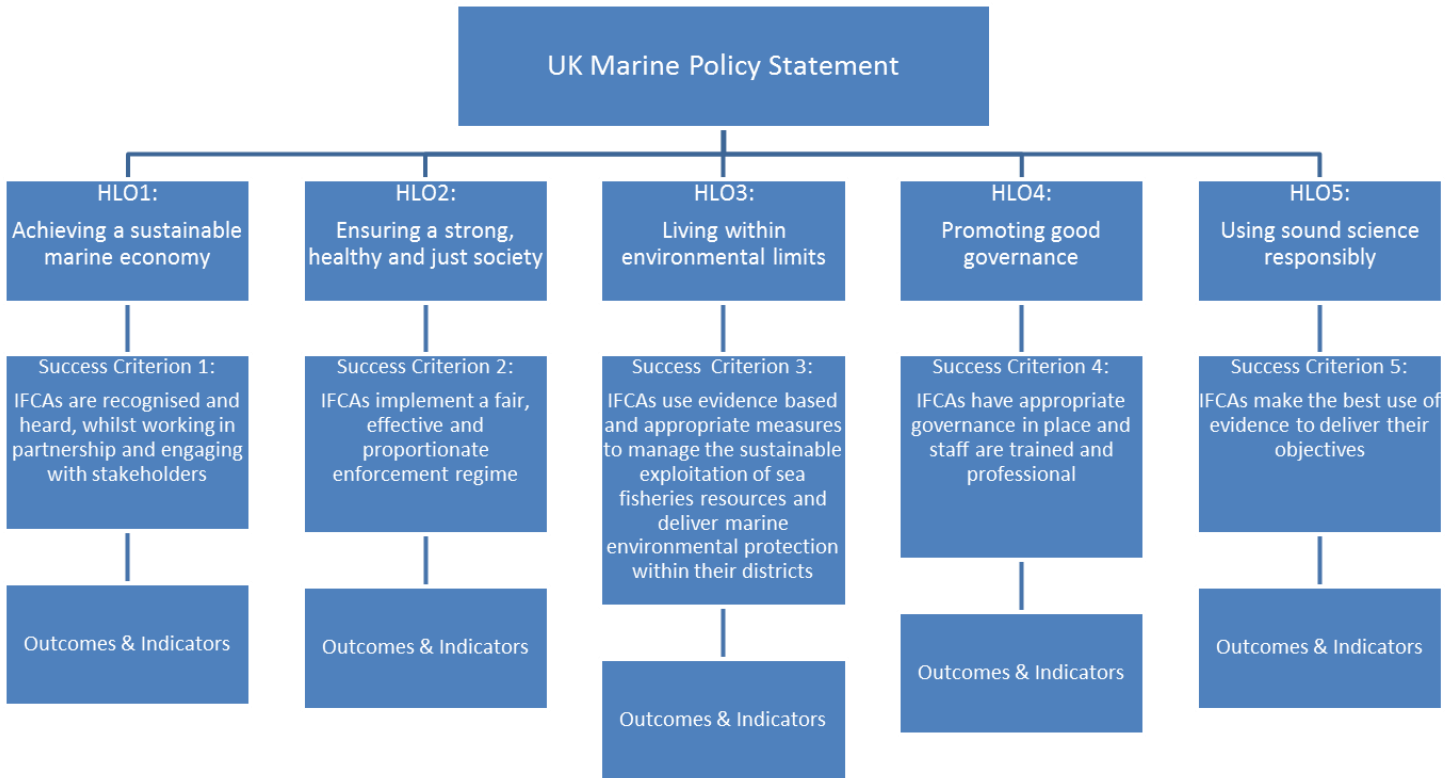 UK Marine Policy Statement
HLO1:
Achieving a sustainable
marine economy
HLO2:
Ensuring a strong,
healthy and just society
HLO3:
Living within
environmental limits
HLO4:
Promoting good
governance
HLO5:
Using sound science
responsibly
Success Criterion 1:
IFCAs are recognised and
heard, whilst working in
partnership and engaging
with stakeholders
Success Criterion 2:
IFCAs implement a fair,
effective and
proportionate
enforcement regime
Success Criterion 3:
IFCAs use evidence based
and appropriate measures
to manage the sustainable
exploitation of sea
fisheries resources and
deliver marine
environmental protection
within their districts
Success Criterion 4:
IFCAs have appropriate
governance in place and
staff are trained and
professional
Success Criterion 5:
IFCAs make the best use of
evidence to deliver their
objectives
Outcomes & Indicators
Outcomes & Indicators
Outcomes & Indicators
Outcomes & Indicators
Outcomes & Indicators